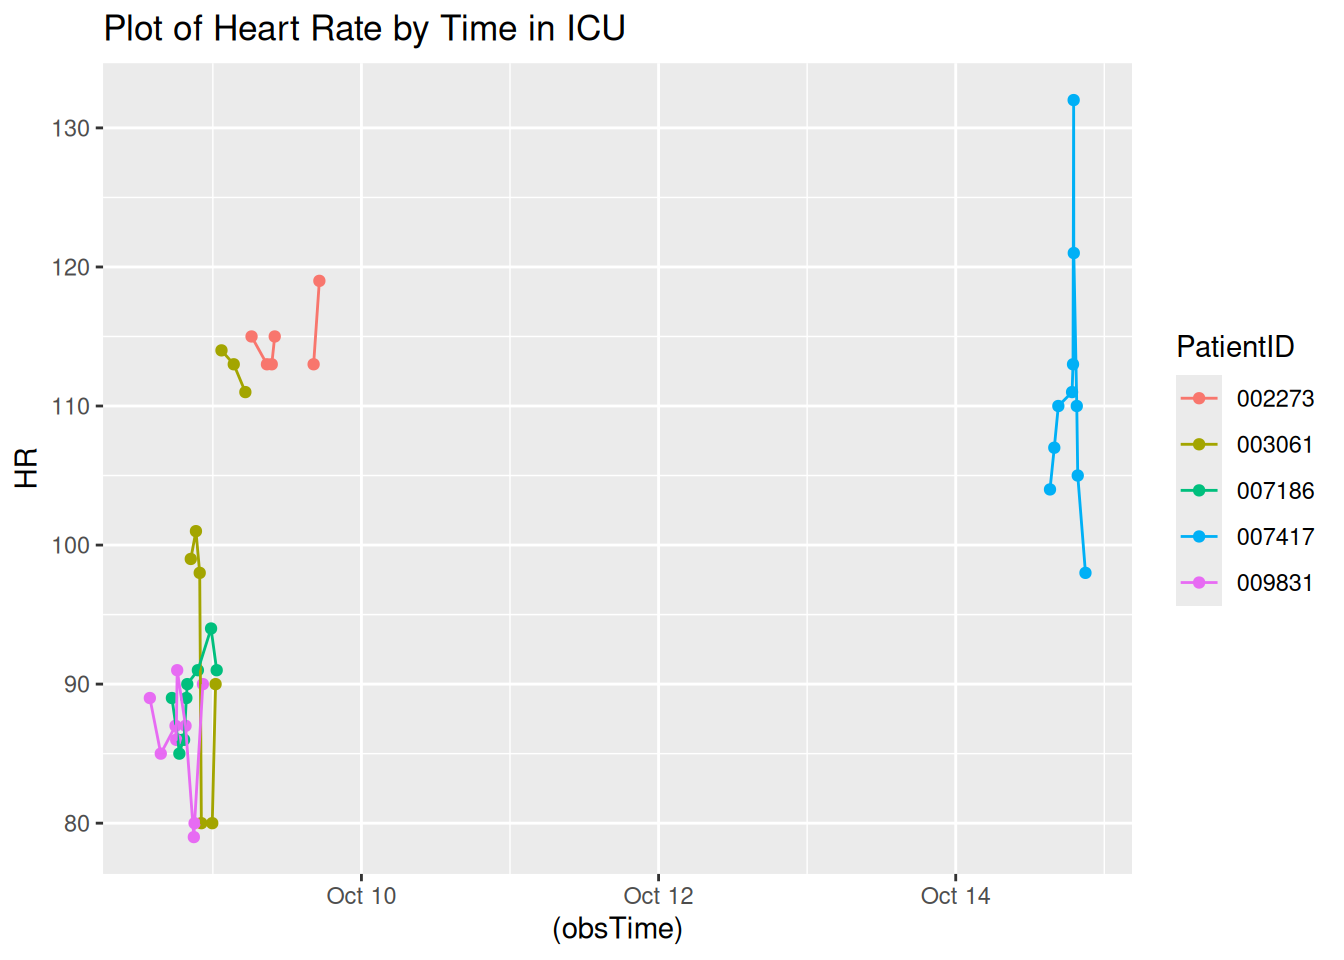 Plot of Heart Rate by Time in ICU
130
120
110
100
90
80
HR
Oct 10
Oct 12
Oct 14
(obsTime)
PatientID
002273
003061
007186
007417
009831